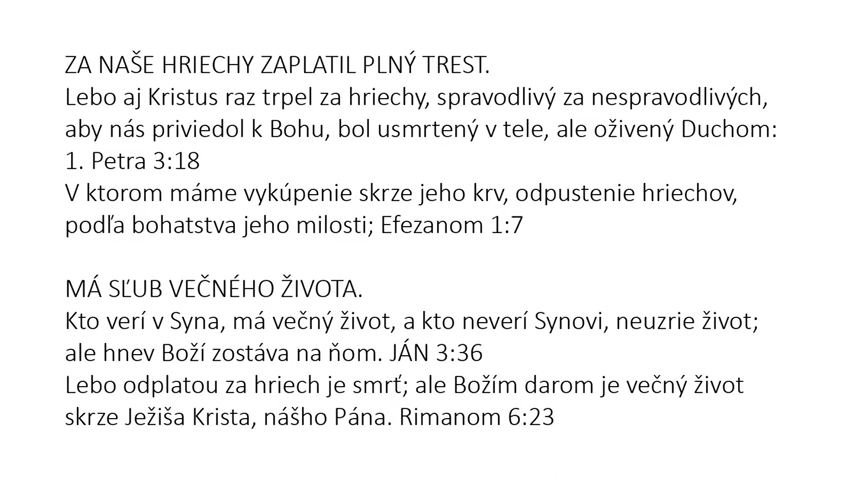 ZA NAŠE HRIECHY ZAPLATIL PLNÝ TREST.
Lebo aj Kristus raz trpel za hriechy, spravodlivý za nespravodlivých,
aby nás priviedol k Bohu, bol usmrtený v tele, ale oživený Duchom:
1. Petra 3:18
V ktorom máme vykúpenie skrze jeho krv, odpustenie hriechov,
podľa bohatstva jeho milosti; Efezanom 1:7
MÁ SĽUB VEČNÉHO ŽIVOTA.
Kto verí v Syna, má večný život, a kto neverí Synovi, neuzrie život;
ale hnev Boží zostáva na ňom. JÁN 3:36
Lebo odplatou za hriech je smrť; ale Božím darom je večný život
skrze Ježiša Krista, nášho Pána. Rimanom 6:23